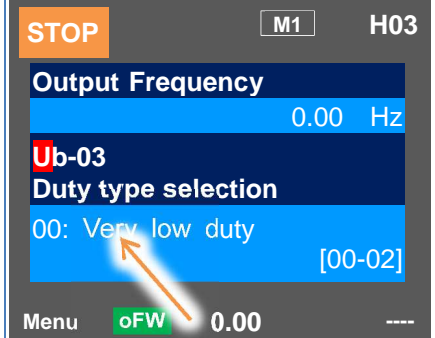 STOP M1 H03
Output Frequency
0.00 Hz
Ub-03
Duty type selection
00: Very low duty
[00-02]
Menu oFW 0.00 ----